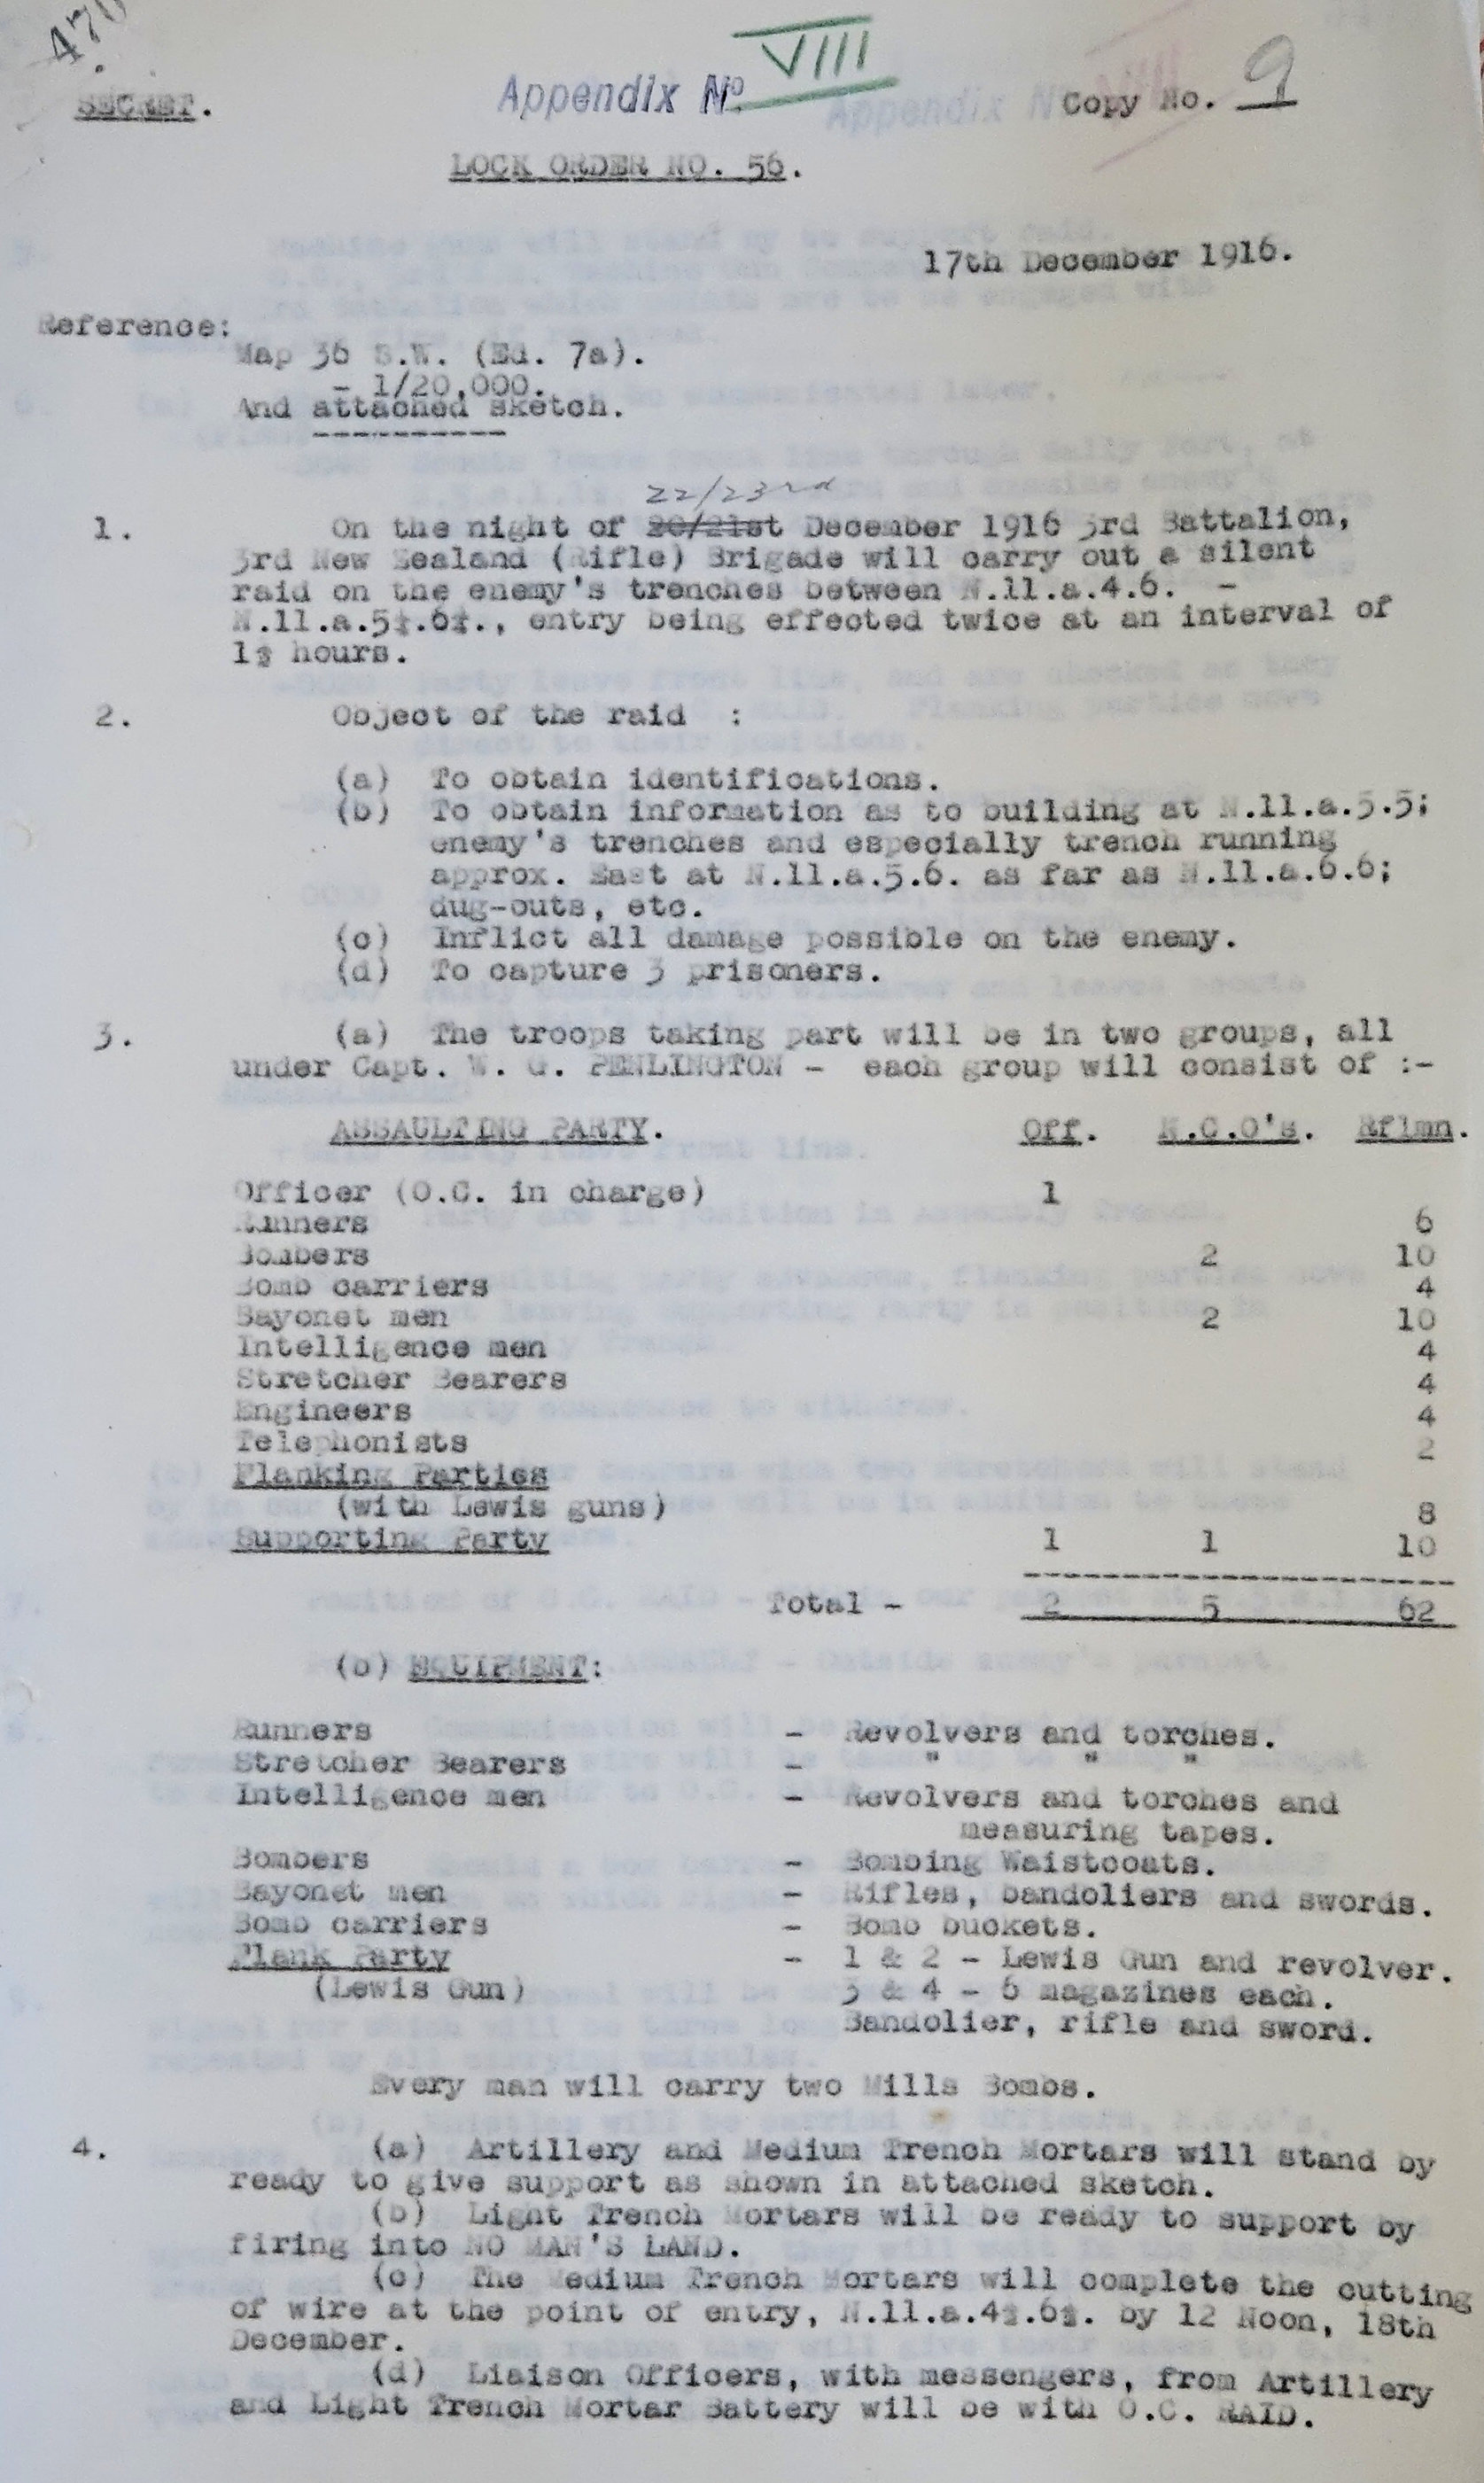 470
SECRET.
Appendix No. VIII
Copy No. 9
LOCK ORDER NO. 56.
17th December 1916.
Reference:
Map 36 S.W. (Ed. 7a).
- 1/20,000.
And attached sketch.
----------
22/23rd
1. On the night of 20/21st December 1916 3rd Battalion,
3rd New Zealand (Rifle) Brigade will carry out a silent
raid on the enemy's trenches between N.11.a.4.6. -
N.11.a.5½.6½., entry being effected twice at an interval of
1½ hours.
2. Object of the raid :
(a) To obtain identifications.
(b) To obtain information as to building at N.11.a.5.5;
enemy's trenches and especially trench running
approx. East at N.11.a.5.6. as far as N.11.a.6.6;
dug-outs, etc.
(c) Inflict all damage possible on the enemy.
(d) To capture 3 prisoners.
3. (a) The troops taking part will be in two groups, all
under Capt. W. G. PENLINGTON - each group will consist of :-
ASSAULTING PARTY. Off. N.C.O's. Rflmn.
Officer (O.C. in charge) 1
Runners 6
Bombers 2 10
Bomb carriers 4
Bayonet men 2 10
Intelligence men 4
Stretcher Bearers 4
Engineers 4
Telephonists 2
Flanking Parties
(with Lewis guns) 8
Supporting Party 1 1 10
Total - 2 5 62
(b) EQUIPMENT:
Runners - Revolvers and torches.
Stretcher Bearers - " " "
Intelligence men - Revolvers and torches and
measuring tapes.
Bombers - Bombing Waistcoats.
Bayonet men - Rifles, bandoliers and swords.
Bomb carriers - Bomb buckets.
Flank Party - 1 & 2 - Lewis Gun and revolver.
(Lewis Gun) 3 & 4 - 6 magazines each.
Bandolier, rifle and sword.
Every man will carry two Mills Bombs.
4. (a) Artillery and Medium Trench Mortars will stand by
ready to give support as shown in attached sketch.
(b) Light Trench Mortars will be ready to support by
firing into NO MAN'S LAND.
(c) The Medium Trench Mortars will complete the cutting
of wire at the point of entry, N.11.a.4½.6½. by 12 Noon, 18th
December.
(d) Liaison Officers, with messengers, from Artillery
and Light Trench Mortar Battery will be with O.C. RAID.